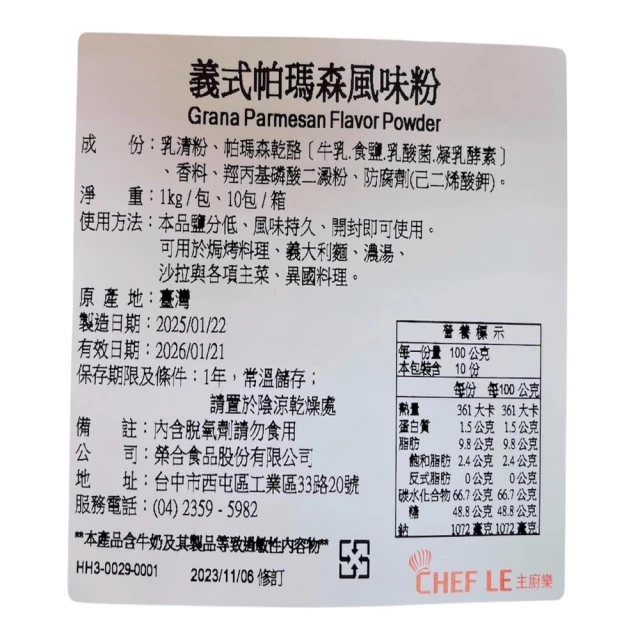 義式帕瑪森風味粉
Grana Parmesan Flavor Powder
成　份：乳清粉、帕瑪森乾酪〔牛乳.食鹽.乳酸菌.凝乳酵素〕
、香料、羥丙基磷酸二澱粉、防腐劑(己二烯酸鉀)。
淨　重：1kg / 包、10包 / 箱
使用方法：本品鹽分低、風味持久、開封即可使用。
可用於焗烤料理、義大利麵、濃湯、
沙拉與各項主菜、異國料理。
原 產 地：臺灣
製造日期：2025/01/22
有效日期：2026/01/21
保存期限及條件：1年，常溫儲存；
請置於陰涼乾燥處
備　註：內含脫氧劑請勿食用
公　司：榮合食品股份有限公司
地　址：台中市西屯區工業區33路20號
服務電話：(04) 2359 - 5982
**本產品含牛奶及其製品等致過敏性內容物**
HH3-0029-0001 2023/11/06 修訂
營 養 標 示
每一份量 100 公克
本包裝含 10 份
每份 每100 公克
熱量 361 大卡 361 大卡
蛋白質 1.5 公克 1.5 公克
脂肪 9.8 公克 9.8 公克
飽和脂肪 2.4 公克 2.4 公克
反式脂肪 0 公克 0 公克
碳水化合物 66.7 公克 66.7 公克
糖 48.8 公克 48.8 公克
鈉 1072 毫克 1072 毫克
CHEF LE 主廚樂